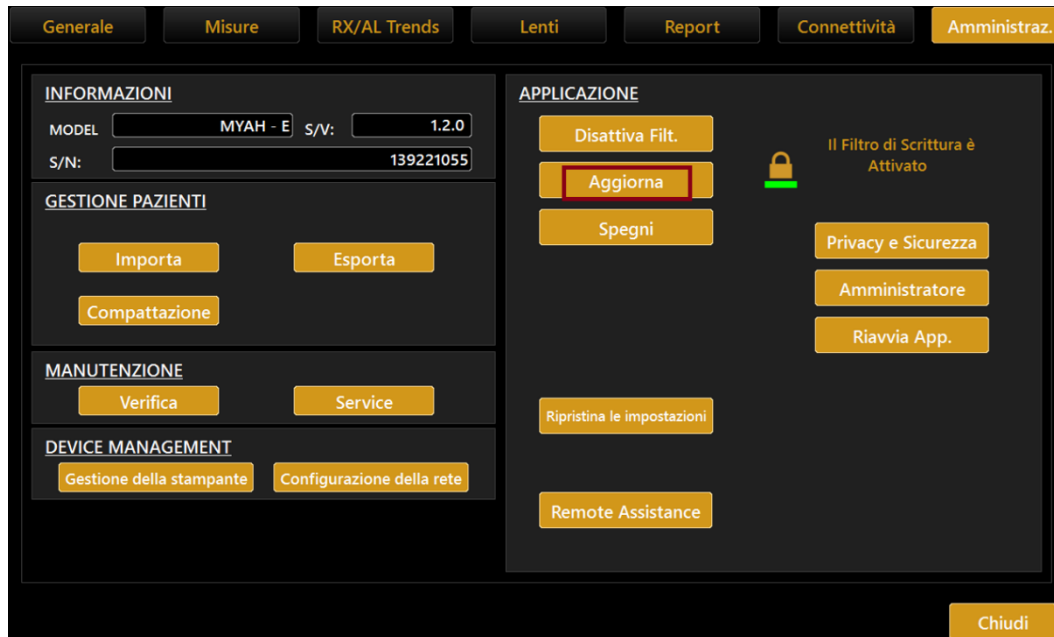 Generale Misure RX/AL Trends Lenti Report Connettività Amministraz.
INFORMAZIONI
MODEL MYAH - E S/V: 1.2.0
S/N: 139221055
GESTIONE PAZIENTI
Importa Esporta
Compattazione
MANUTENZIONE
Verifica Service
DEVICE MANAGEMENT
Gestione della stampante Configurazione della rete
APPLICAZIONE
Disattiva Filt.
Aggiorna
Spegni
Il Filtro di Scrittura è
Attivato
Privacy e Sicurezza
Amministratore
Riavvia App.
Ripristina le impostazioni
Remote Assistance
Chiudi